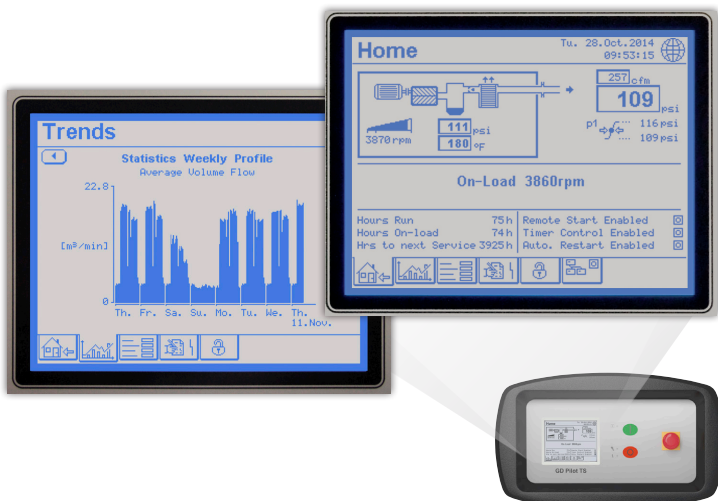 Home
Tu. 28.Oct.2014
09:53:15
257 cfm
109 psi
p1 116 psi
109 psi
111 psi
180 °F
3870 rpm
On-Load 3860rpm
Hours Run 75h
Hours On-load 74h
Hrs to next Service 3925h
Remote Start Enabled
Timer Control Enabled
Auto. Restart Enabled
Trends
Statistics Weekly Profile
Average Volume Flow
22.8
[m³/min]
0
Th. Fr. Sa. Su. Mo. Tu. We. Th.
11.Nov.
Home
GD Pilot TS